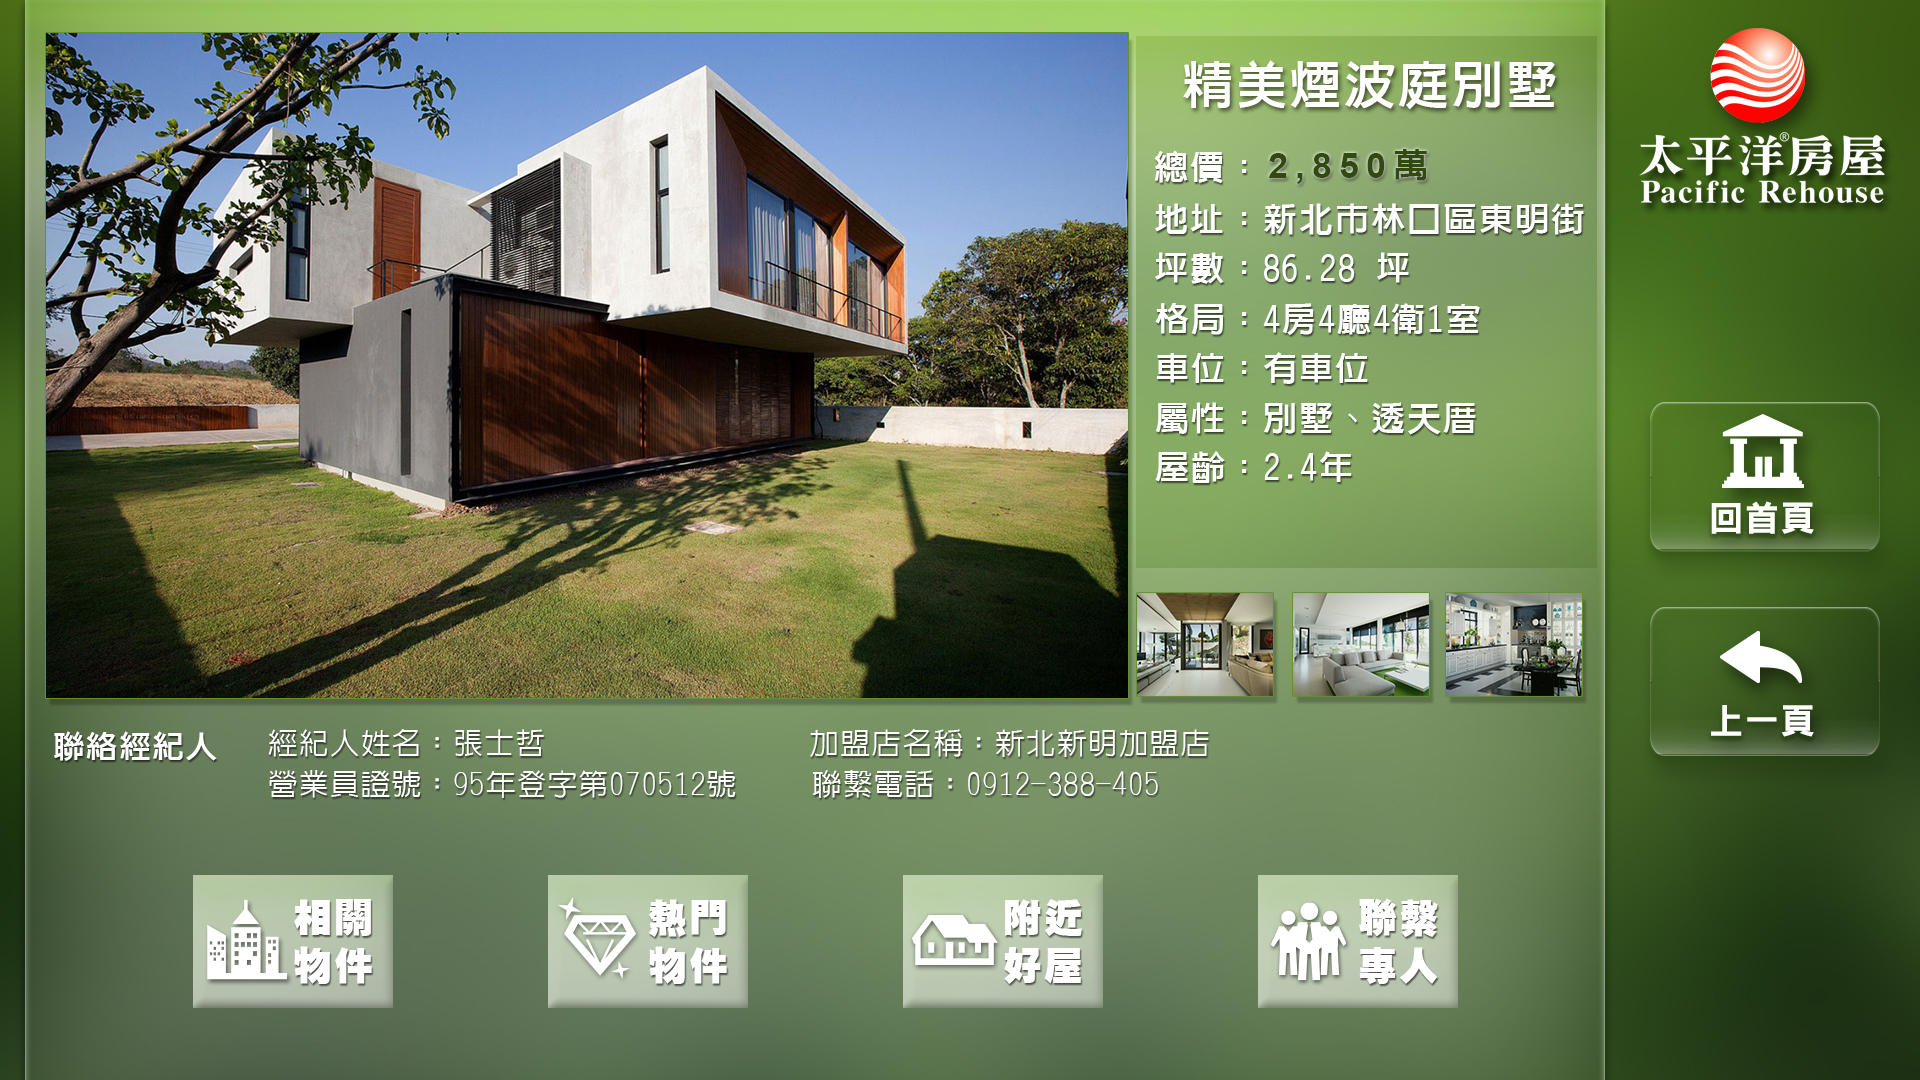 精美煙波庭別墅
總價：2,850萬
地址：新北市林口區東明街
坪數：86.28 坪
格局：4房4廳4衛1室
車位：有車位
屬性：別墅、透天厝
屋齡：2.4年
太平洋房屋®
Pacific Rehouse
回首頁
上一頁
聯絡經紀人
經紀人姓名：張士哲
加盟店名稱：新北新明加盟店
營業員證號：95年登字第070512號
聯繫電話：0912-388-405
相關
物件
熱門
物件
附近
好屋
聯繫
專人